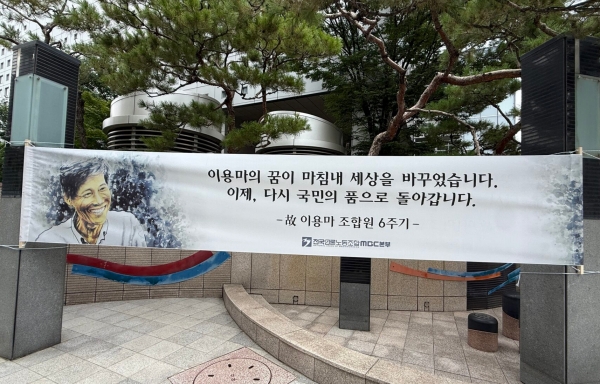 이용마의 꿈이 마침내 세상을 바꾸었습니다.
이제, 다시 국민의 품으로 돌아갑니다.
- 故 이용마 조합원 6주기 -
전국언론노동조합 MBC본부